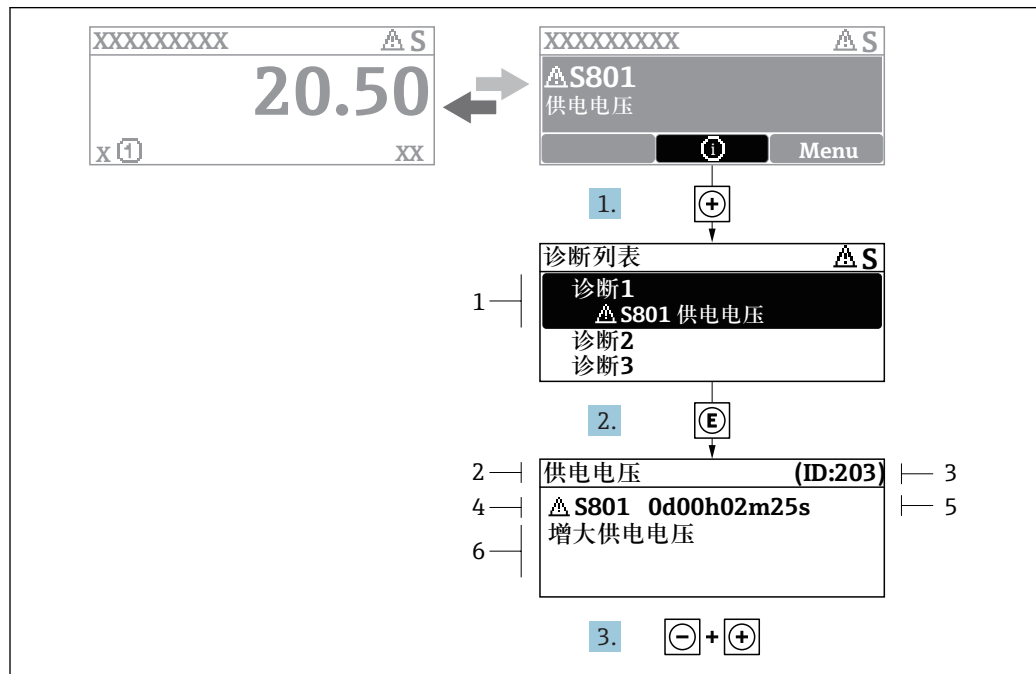 XXXXXXXXX ⚠ S
20.50
x ① XX
XXXXXXXXX ⚠ S
⚠ S801
供电电压
ⓘ Menu
1. +
诊断列表 ⚠ S
1 诊断1
⚠ S801 供电电压
诊断2
诊断3
2. E
2 供电电压 (ID:203) 3
4 ⚠ S801 0d00h02m25s 5
6 增大供电电压
3. - + +